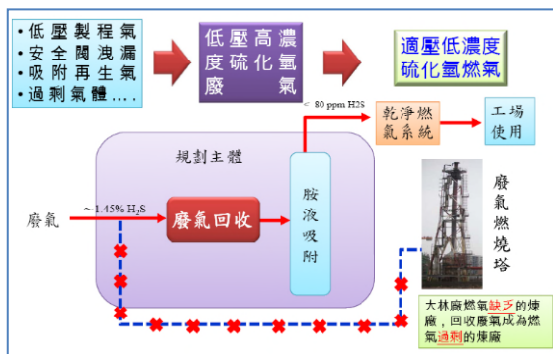 •低壓製程氣
•安全閥洩漏
•吸附再生氣
•過剩氣體....
低壓高濃
度硫化氫
廢氣
適壓低濃度
硫化氫燃氣
< 80 ppm H2S
乾淨燃
氣系統
工場
使用
規劃主體
~1.45% H₂S
廢氣
廢氣回收
胺液吸附
廢氣燃燒塔
大林廠燃氣缺乏的煉
廠，回收廢氣成為燃
氣過剩的煉廠